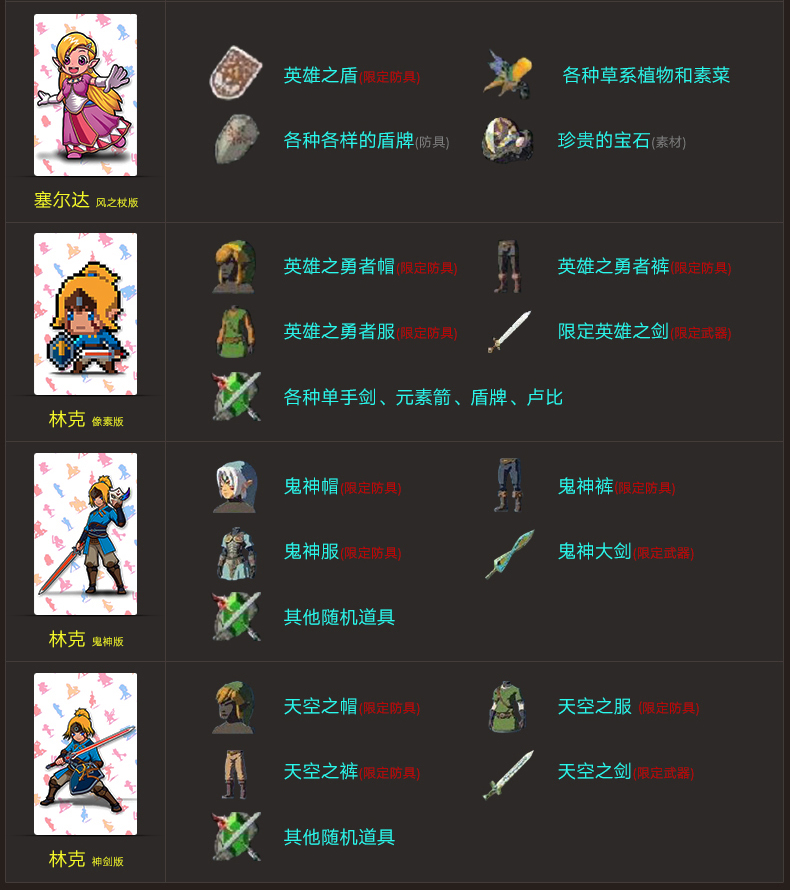 英雄之盾(限定防具) 各种草系植物和素菜
各种各样的盾牌(防具) 珍贵的宝石(素材)
塞尔达 风之杖版
英雄之勇者帽(限定防具) 英雄之勇者裤(限定防具)
英雄之勇者服(限定防具) 限定英雄之剑(限定武器)
各种单手剑、元素箭、盾牌、卢比
林克 像素版
鬼神帽(限定防具) 鬼神裤(限定防具)
鬼神服(限定防具) 鬼神大剑(限定武器)
其他随机道具
林克 鬼神版
天空之帽(限定防具) 天空之服 (限定防具)
天空之裤(限定防具) 天空之剑(限定武器)
其他随机道具
林克 神剑版